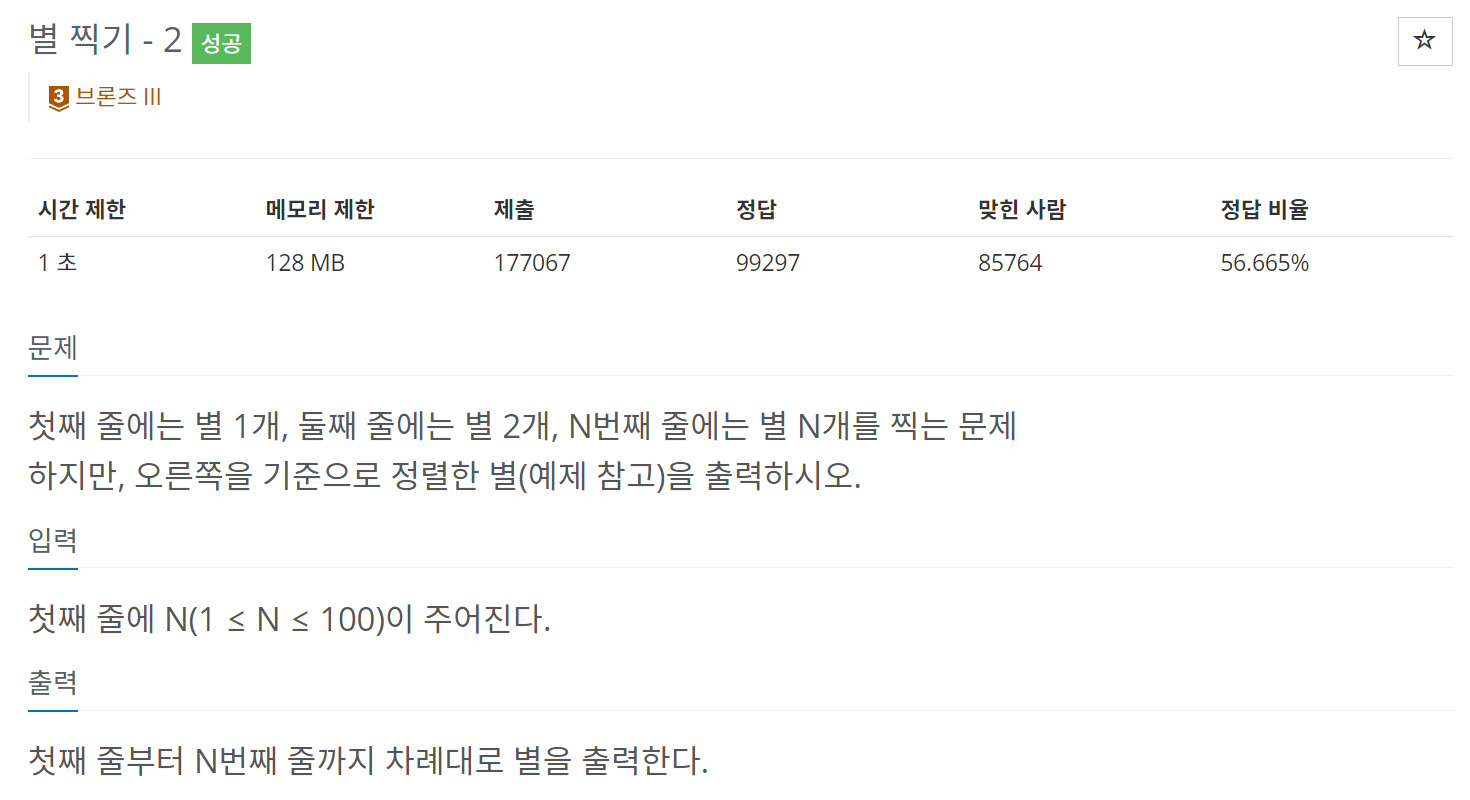 별 찍기 - 2 성공
3 브론즈 III
시간 제한 메모리 제한 제출 정답 맞힌 사람 정답 비율
1 초 128 MB 177067 99297 85764 56.665%
문제
첫째 줄에는 별 1개, 둘째 줄에는 별 2개, N번째 줄에는 별 N개를 찍는 문제
하지만, 오른쪽을 기준으로 정렬한 별(예제 참고)을 출력하시오.
입력
첫째 줄에 N(1 ≤ N ≤ 100)이 주어진다.
출력
첫째 줄부터 N번째 줄까지 차례대로 별을 출력한다.